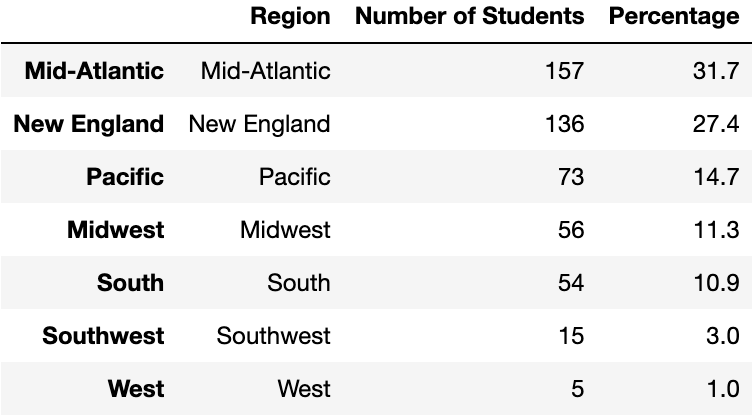 Region Number of Students Percentage
Mid-Atlantic Mid-Atlantic 157 31.7
New England New England 136 27.4
Pacific Pacific 73 14.7
Midwest Midwest 56 11.3
South South 54 10.9
Southwest Southwest 15 3.0
West West 5 1.0